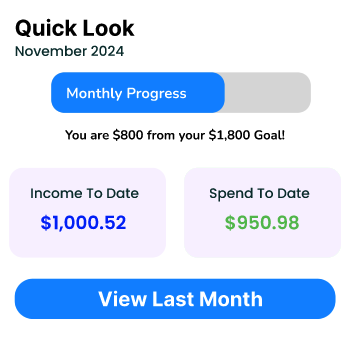 Quick Look
November 2024
Monthly Progress
You are $800 from your $1,800 Goal!
Income To Date
$1,000.52
Spend To Date
$950.98
View Last Month